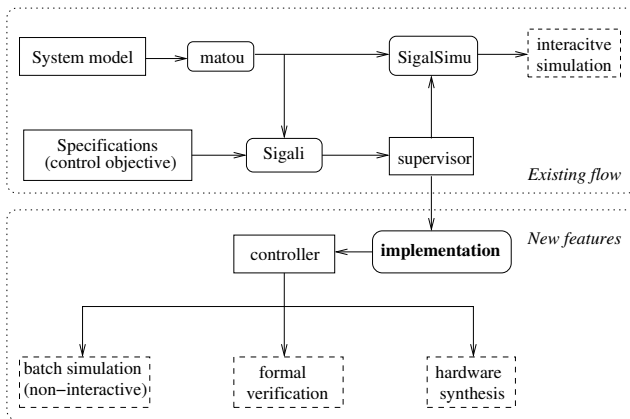 System model
matou
SigalSimu
interacitve
simulation
Specifications
(control objective)
Sigali
supervisor
Existing flow
New features
controller
implementation
batch simulation
(non-interactive)
formal
verification
hardware
synthesis